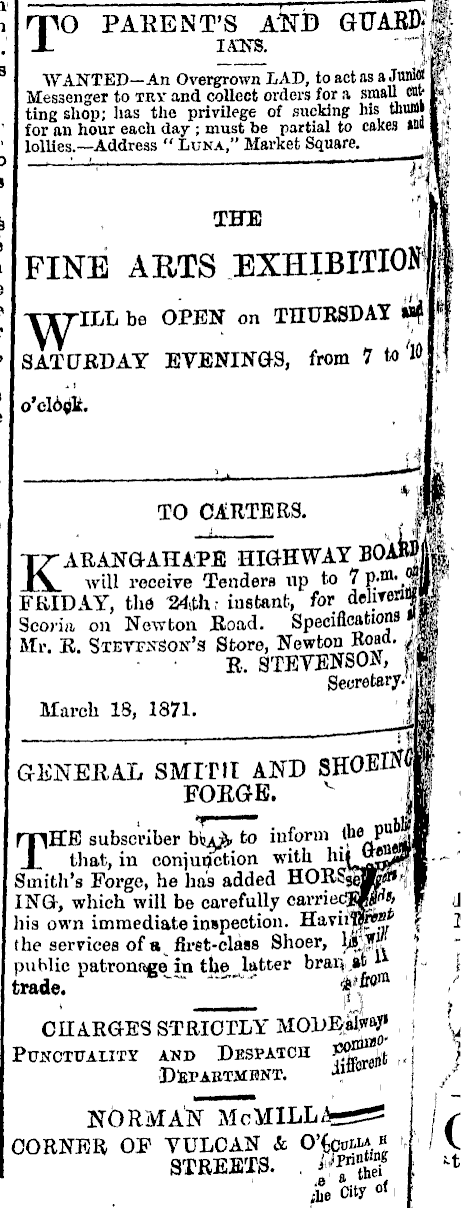 TO PARENT'S AND GUARD-
IANS.
WANTED—An Overgrown LAD, to act as a Junior
Messenger to TRY and collect orders for a small cut-
ting shop; has the privilege of sucking his thumb
for an hour each day ; must be partial to cakes and
lollies.—Address "LUNA," Market Square.
THE
FINE ARTS EXHIBITION
WILL be OPEN on THURSDAY and
SATURDAY EVENINGS, from 7 to 10
o'clock.
TO CARTERS.
KARANGAHAPE HIGHWAY BOARD
will receive Tenders up to 7 p.m. on
FRIDAY, the 24th instant, for delivering
Scoria on Newton Road. Specifications
Mr. R. STEVENSON'S Store, Newton Road.
R. STEVENSON,
Secretary.
March 18, 1871.
GENERAL SMITH AND SHOEING
FORGE.
THE subscriber to inform the public
that, in conjunction with his General
Smith's Forge, he has added HORSE
ING, which will be carefully carried
his own immediate inspection.
the services of a first-class Shoer, will
public patronage in the latter
trade. from
CHARGES STRICTLY always
PUNCTUALITY AND DESPATCH
DEPARTMENT. different
NORMAN McMILLA
CORNER OF VULCAN & O'C CULLA H
STREETS. Printing
a thei
the City of